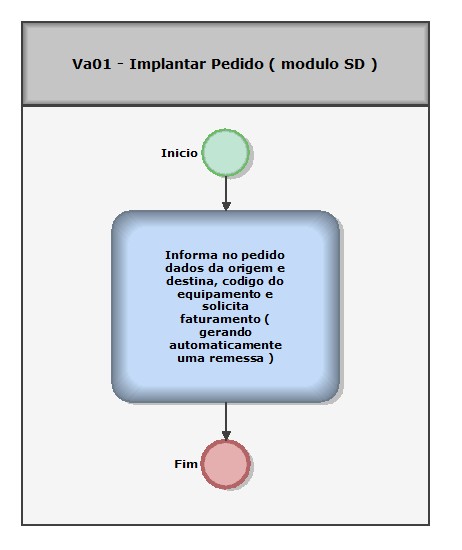 Va01 - Implantar Pedido ( modulo SD )
Inicio
Informa no pedido
dados da origem e
destina, codigo do
equipamento e
solicita
faturamento (
gerando
automaticamente
uma remessa )
Fim